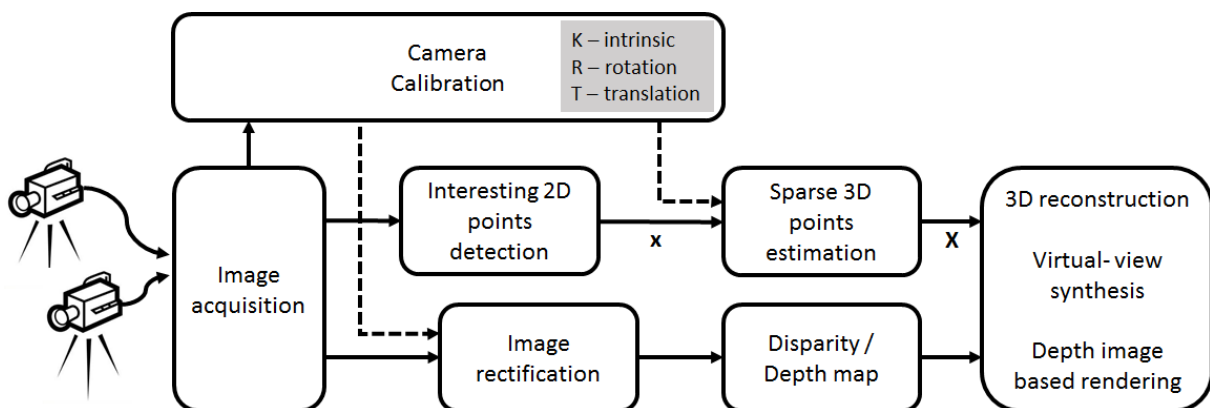 Camera
Calibration
K – intrinsic
R – rotation
T – translation
Image
acquisition
Interesting 2D
points
detection
x
Sparse 3D
points
estimation
X
Image
rectification
Disparity /
Depth map
3D reconstruction
Virtual- view
synthesis
Depth image
based rendering